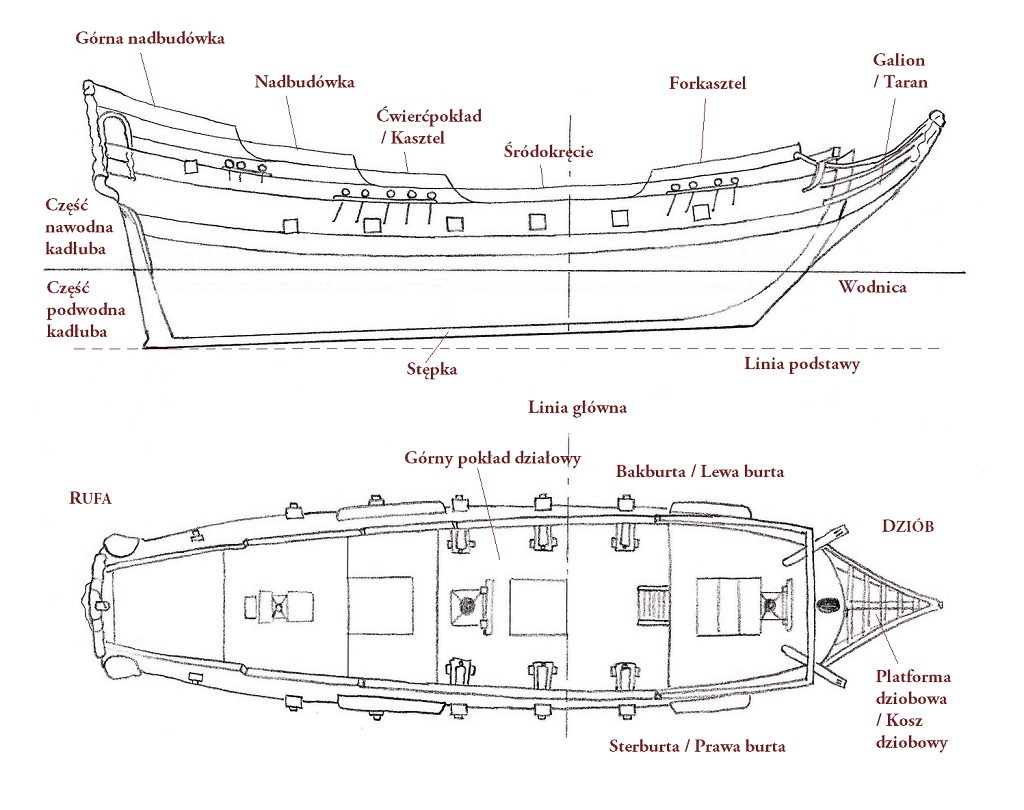 Górna nadbudówka
Nadbudówka
Ćwierćpokład
/ Kasztel
Śródokręcie
Forkasztel
Galion
/ Taran
Część
nawodna
kadłuba
Część
podwodna
kadłuba
Wodnica
Stępka
Linia podstawy
Linia główna
Górny pokład działowy
Bakburta / Lewa burta
RUFA
DZIÓB
Platforma
dziobowa
/ Kosz
dziobowy
Sterburta / Prawa burta